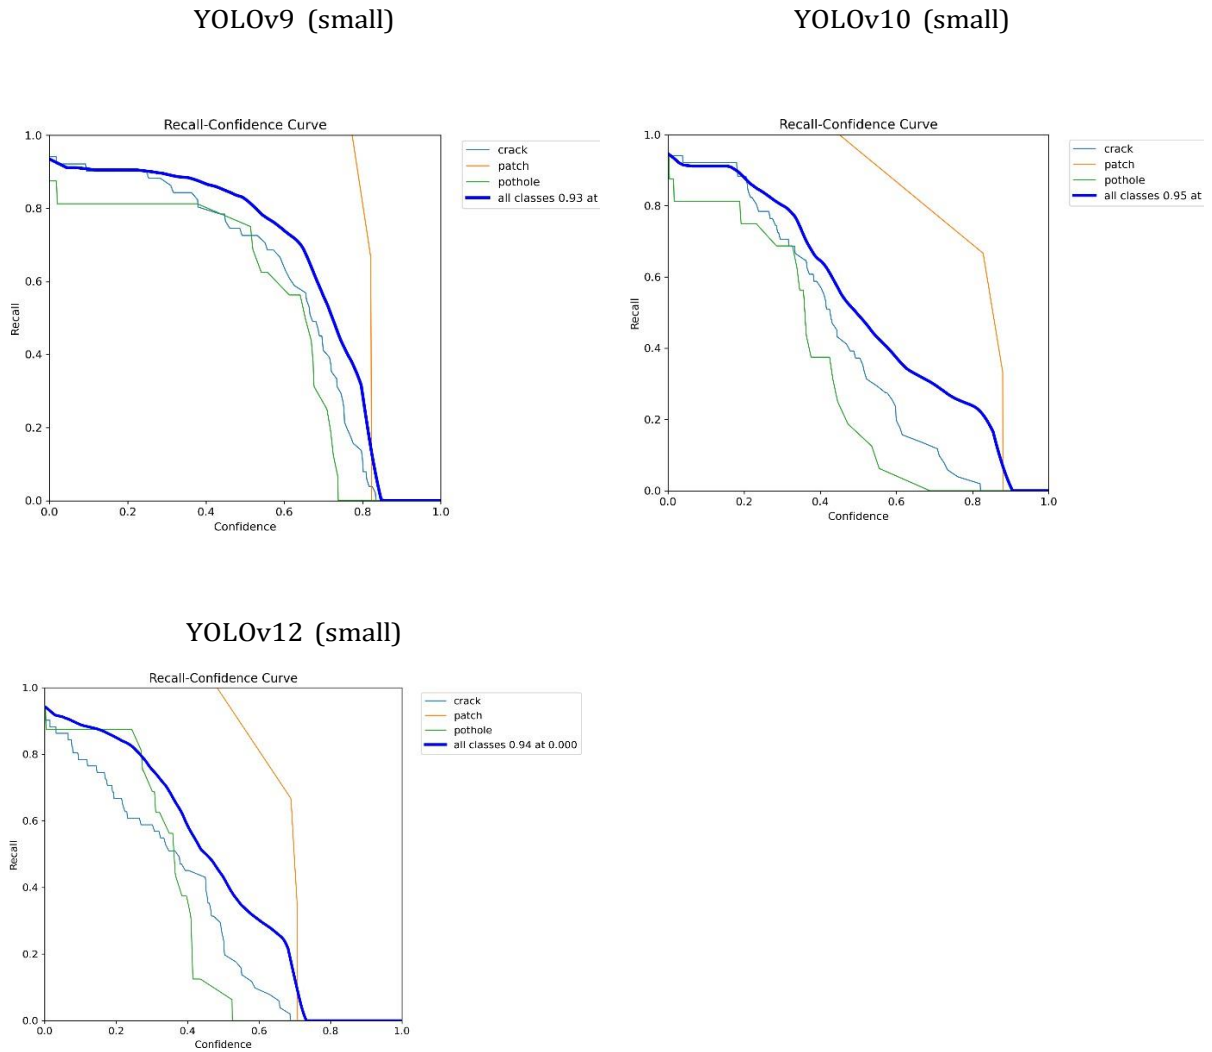 YOLOv9 (small)
YOLOv10 (small)
Recall-Confidence Curve
1.0
0.8
0.6
0.4
0.2
0.0
Recall
0.0 0.2 0.4 0.6 0.8 1.0
Confidence
crack
patch
pothole
all classes 0.93 at
Recall-Confidence Curve
1.0
0.8
0.6
0.4
0.2
0.0
Recall
0.0 0.2 0.4 0.6 0.8 1.0
Confidence
crack
patch
pothole
all classes 0.95 at
YOLOv12 (small)
Recall-Confidence Curve
1.0
0.8
0.6
0.4
0.2
0.0
Recall
0.0 0.2 0.4 0.6 0.8 1.0
Confidence
crack
patch
pothole
all classes 0.94 at 0.000